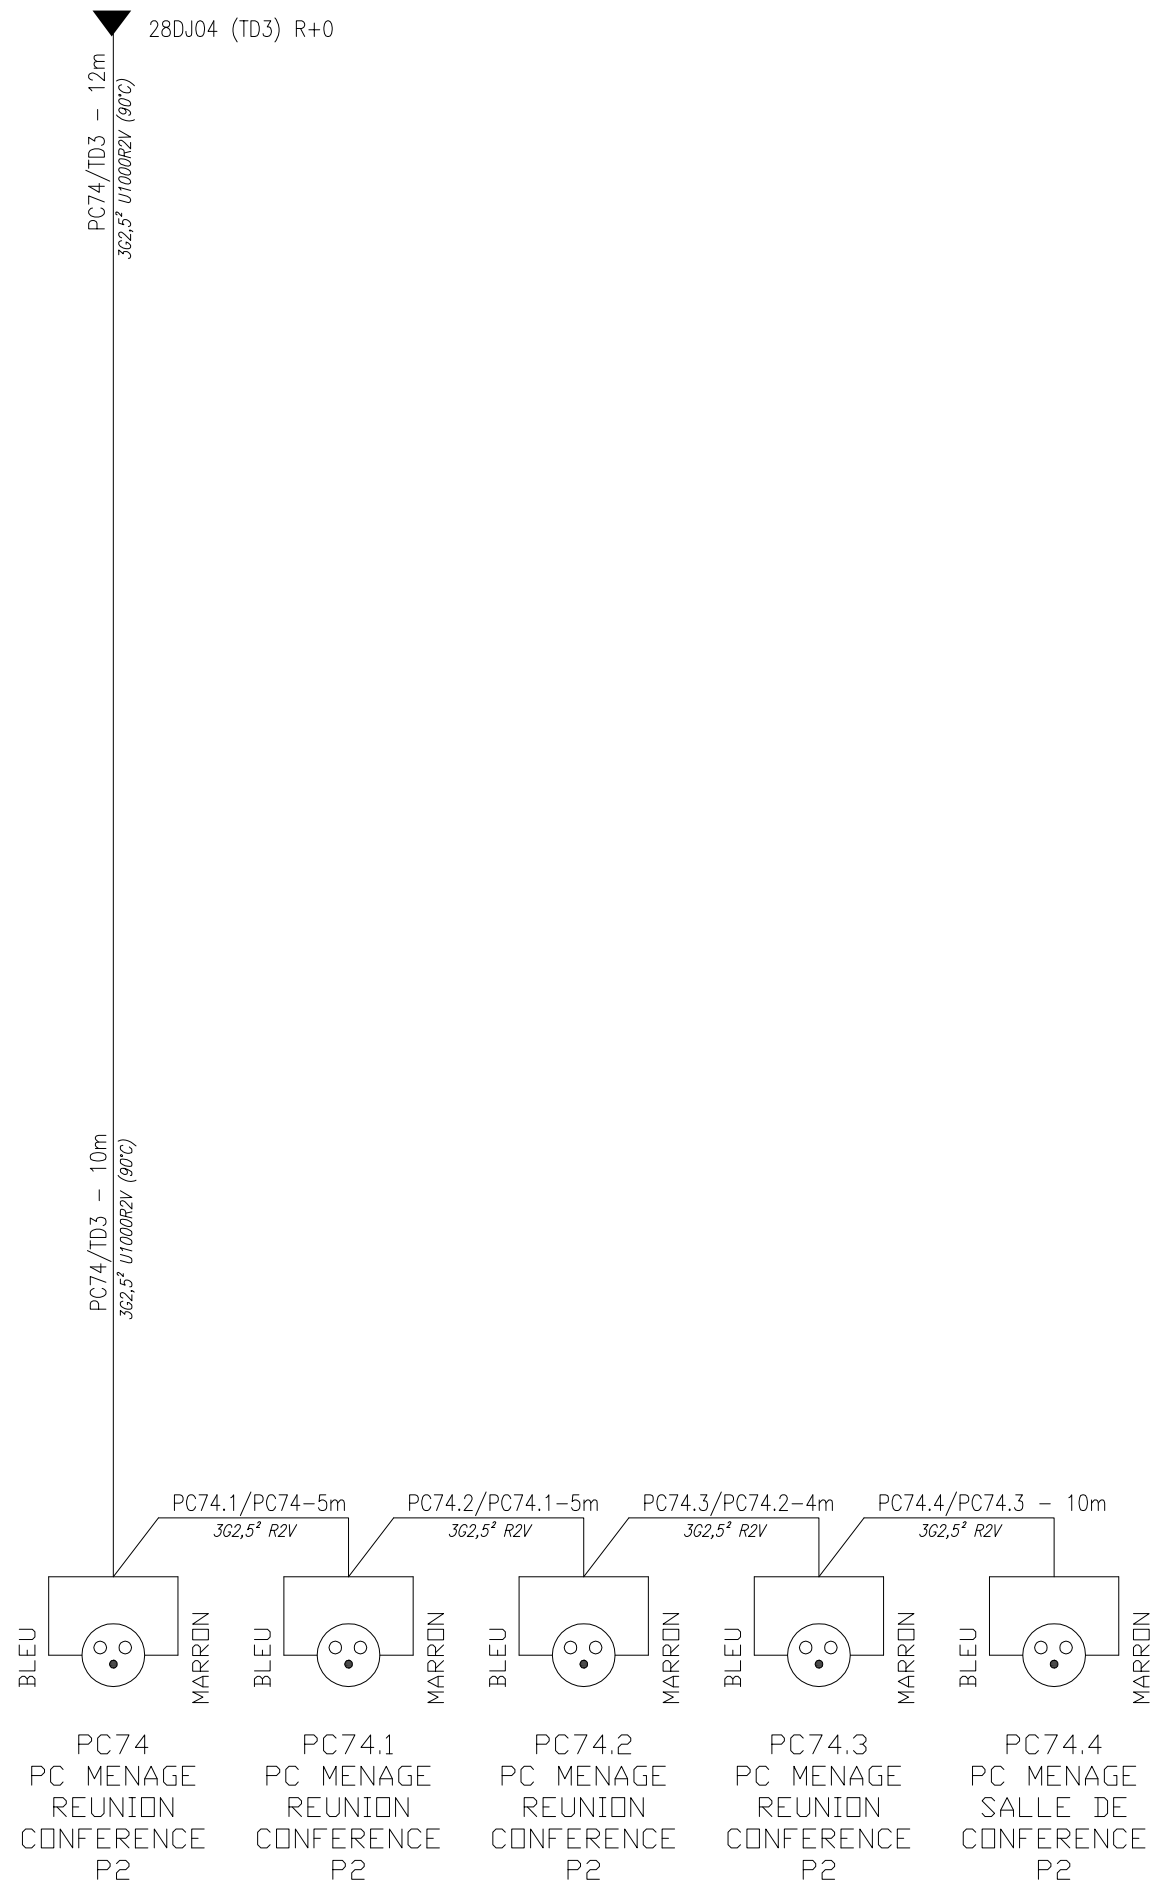 28DJ04 (TD3) R+0
PC74/TD3 - 12m
3G2,5² U1000R2V (90°C)
PC74/TD3 - 10m
3G2,5² U1000R2V (90°C)
PC74.1/PC74-5m
3G2,5² R2V
PC74.2/PC74.1-5m
3G2,5² R2V
PC74.3/PC74.2-4m
3G2,5² R2V
PC74.4/PC74.3 - 10m
3G2,5² R2V
BLEU
MARRON
BLEU
MARRON
BLEU
MARRON
BLEU
MARRON
BLEU
MARRON
PC74
PC MENAGE
REUNION
CONFERENCE
P2
PC74.1
PC MENAGE
REUNION
CONFERENCE
P2
PC74.2
PC MENAGE
REUNION
CONFERENCE
P2
PC74.3
PC MENAGE
REUNION
CONFERENCE
P2
PC74.4
PC MENAGE
SALLE DE
CONFERENCE
P2